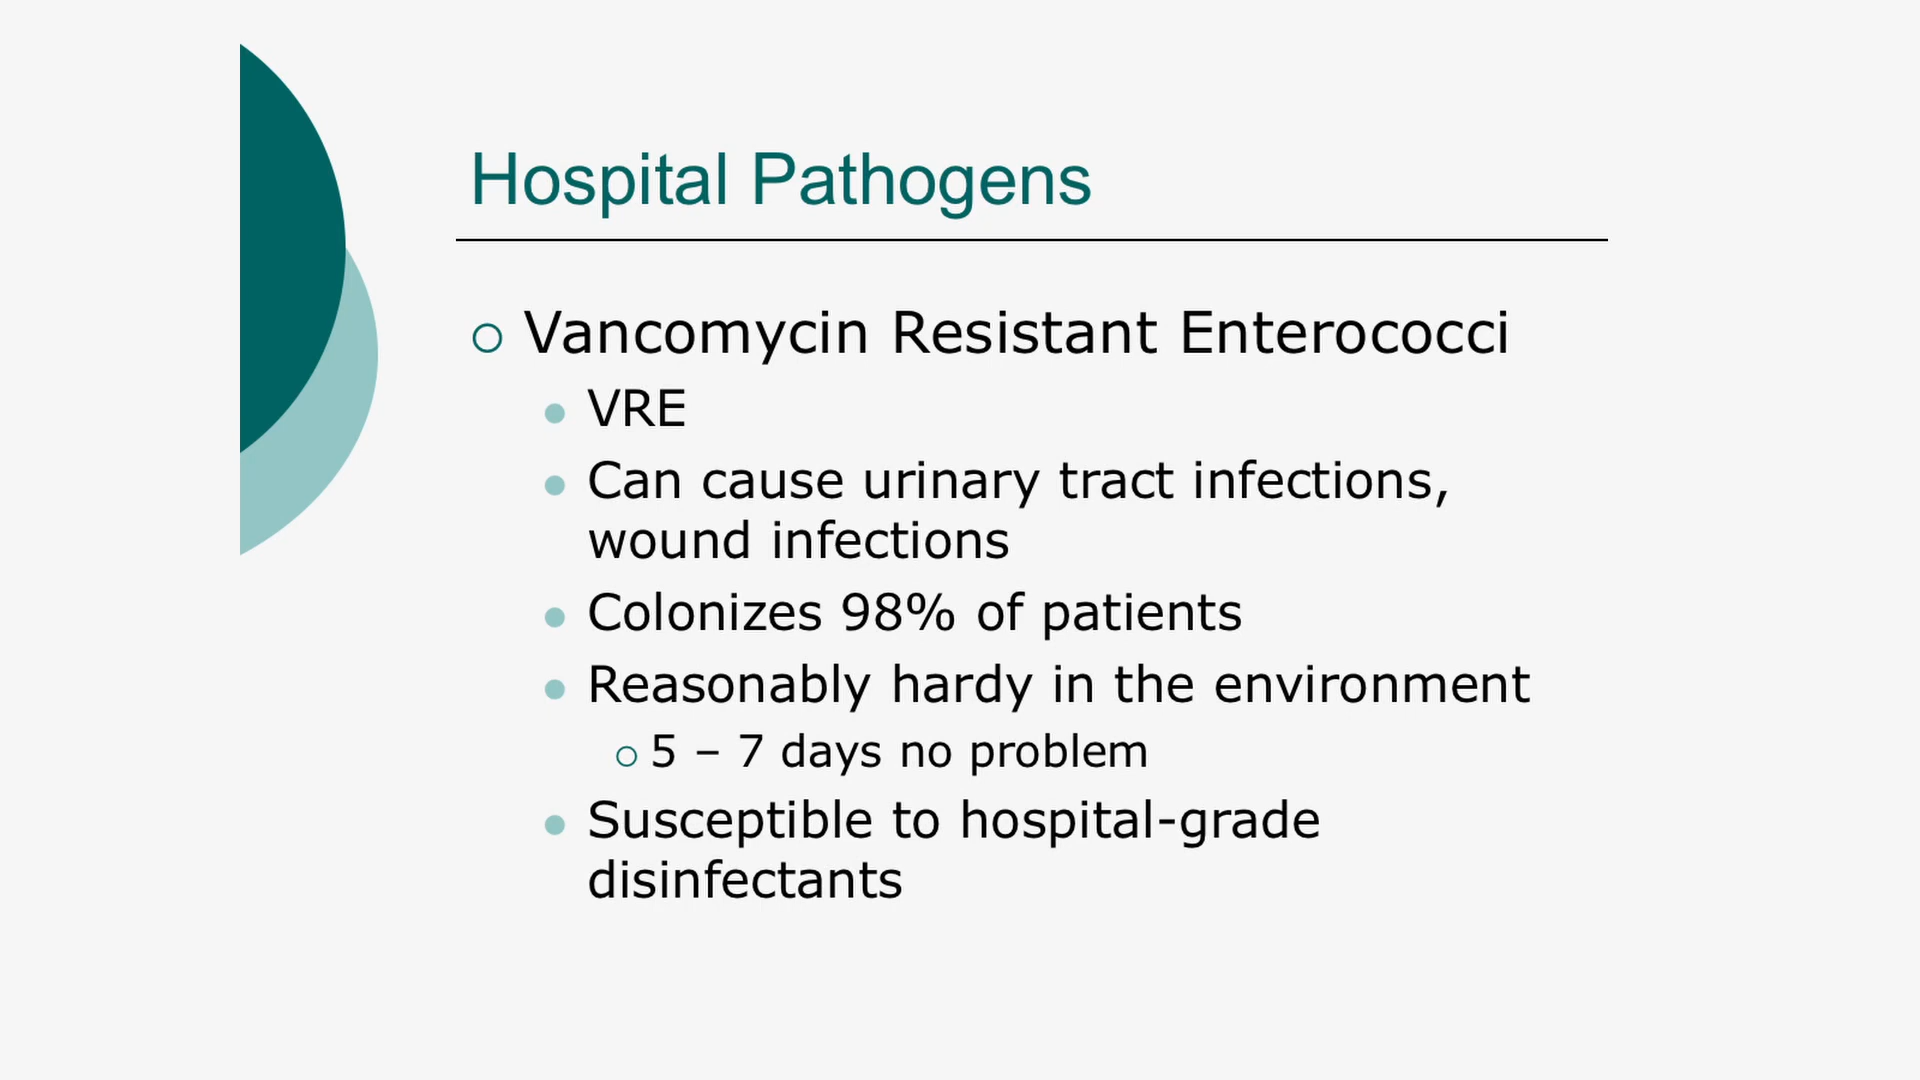 Hospital Pathogens
Vancomycin Resistant Enterococci
VRE
Can cause urinary tract infections,
wound infections
Colonizes 98% of patients
Reasonably hardy in the environment
5 – 7 days no problem
Susceptible to hospital-grade
disinfectants